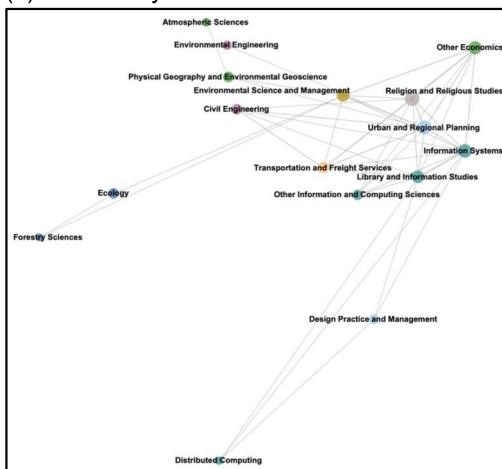 Atmospheric Sciences
Environmental Engineering
Other Economics
Physical Geography and Environmental Geoscience
Environmental Science and Management
Religion and Religious Studies
Civil Engineering
Urban and Regional Planning
Information Systems
Transportation and Freight Services
Library and Information Studies
Ecology
Other Information and Computing Sciences
Forestry Sciences
Design Practice and Management
Distributed Computing